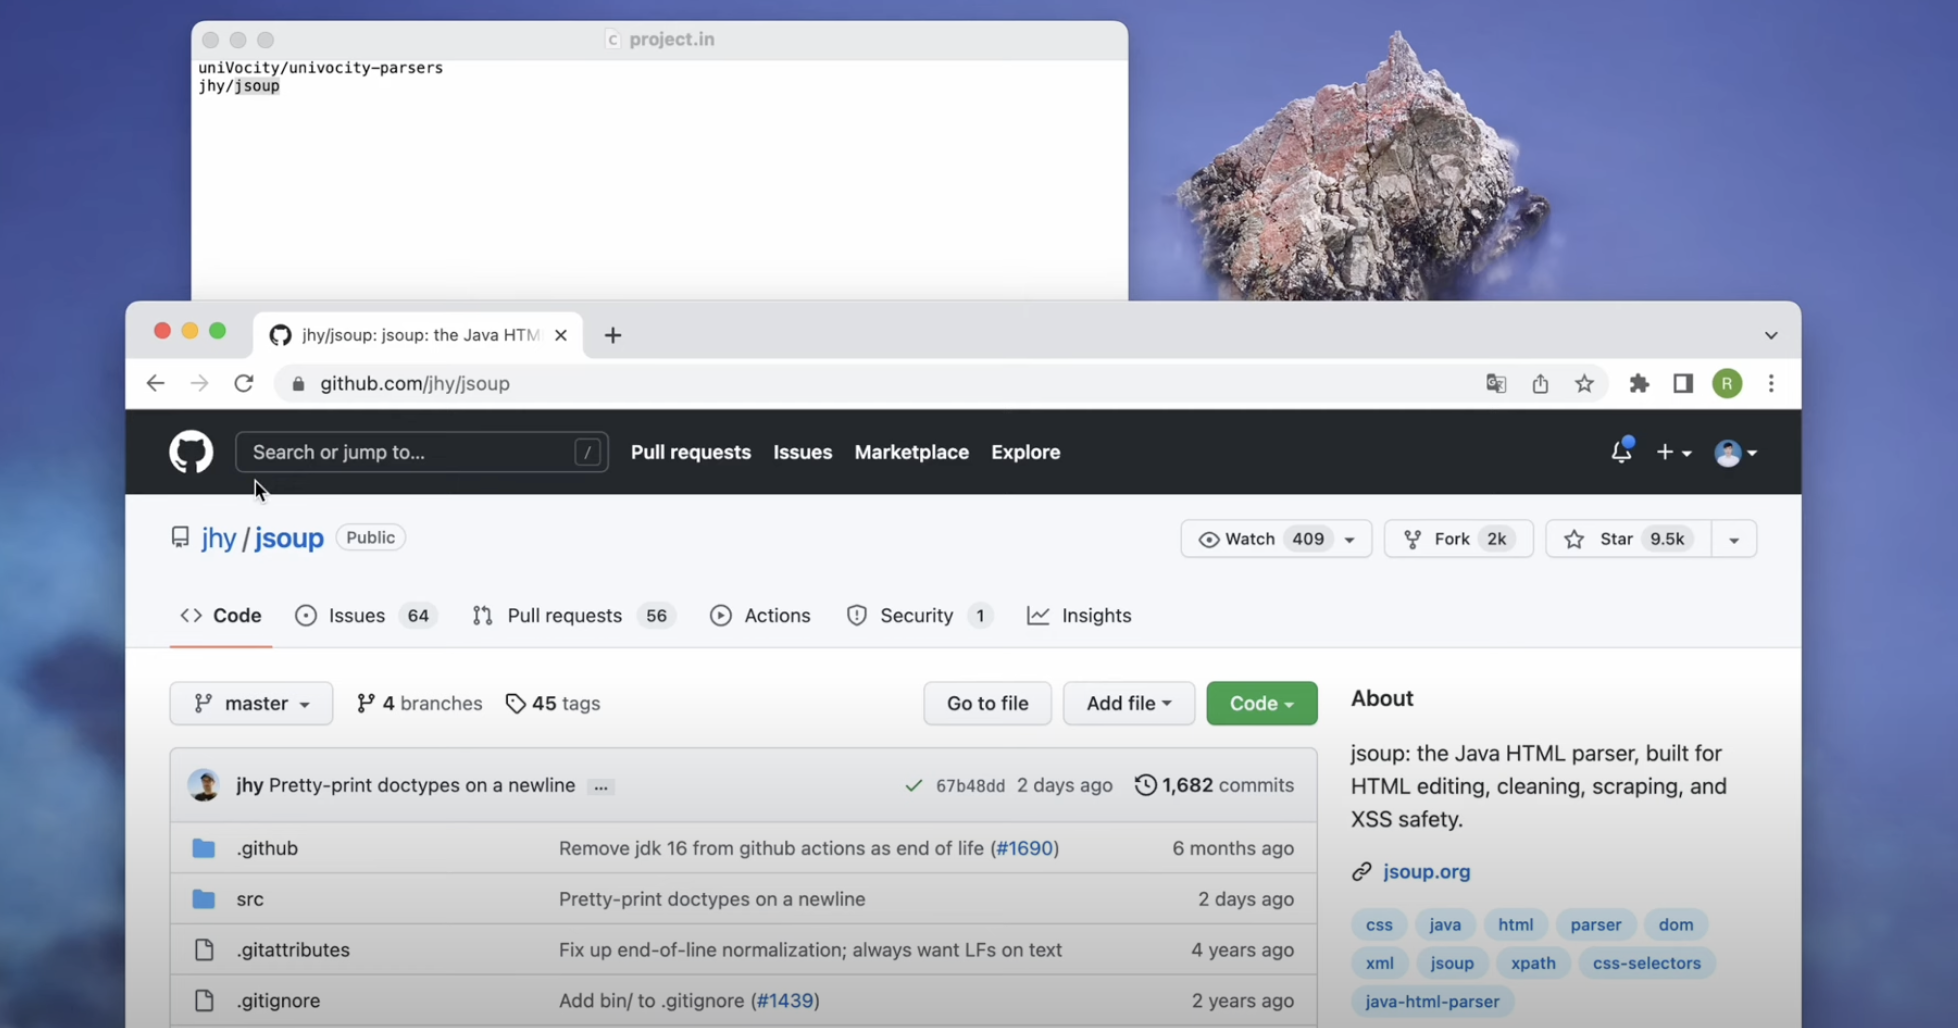 project.in
uniVocity/univocity-parsers
jhy/jsoup
jhy/jsoup: jsoup: the Java HTM
github.com/jhy/jsoup
R
Search or jump to... /
Pull requests Issues Marketplace Explore
jhy / jsoup Public
Watch 409 Fork 2k Star 9.5k
Code Issues 64 Pull requests 56 Actions Security 1 Insights
master 4 branches 45 tags Go to file Add file Code
jhy Pretty-print doctypes on a newline ... 67b48dd 2 days ago 1,682 commits
.github Remove jdk 16 from github actions as end of life (#1690) 6 months ago
src Pretty-print doctypes on a newline 2 days ago
.gitattributes Fix up end-of-line normalization; always want LFs on text 4 years ago
.gitignore Add bin/ to .gitignore (#1439) 2 years ago
About
jsoup: the Java HTML parser, built for
HTML editing, cleaning, scraping, and
XSS safety.
jsoup.org
css java html parser dom
xml jsoup xpath css-selectors
java-html-parser